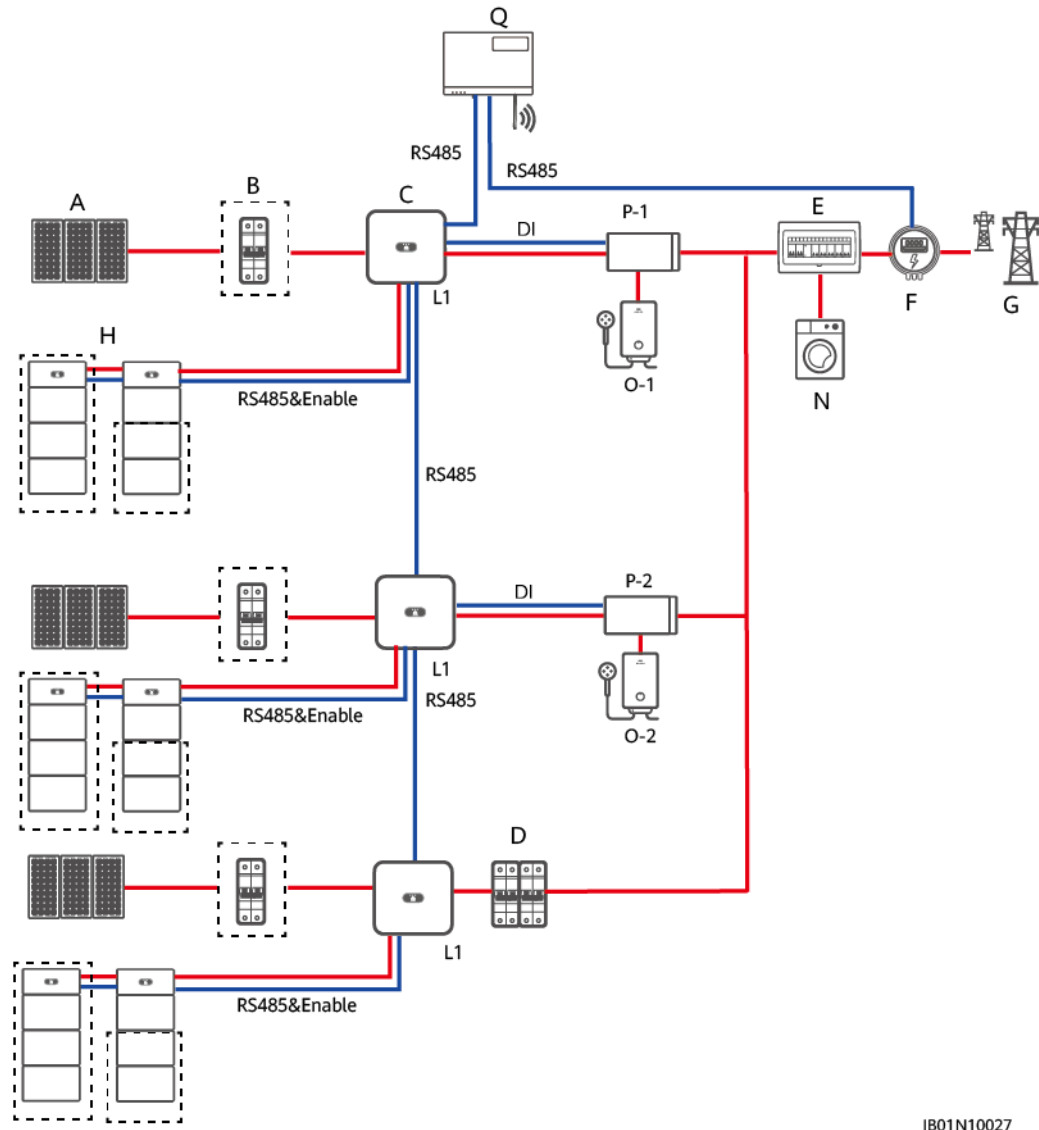 Q
RS485
RS485
A
B
C
P-1
E
DI
L1
F
G
H
O-1
N
RS485&Enable
RS485
P-2
DI
L1
RS485
RS485&Enable
O-2
D
L1
RS485&Enable
IB01N10027